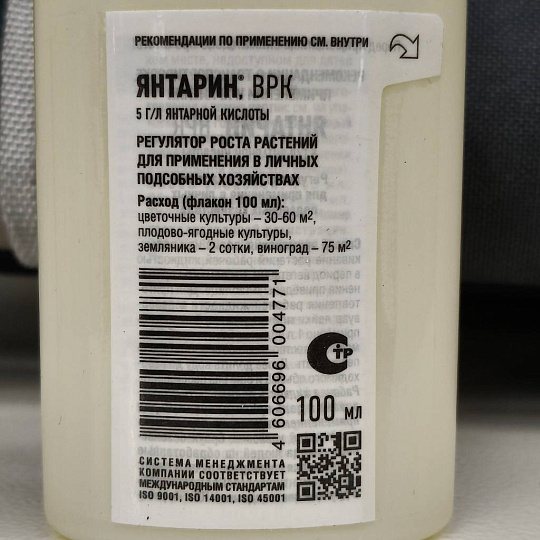 РЕКОМЕНДАЦИИ ПО ПРИМЕНЕНИЮ СМ. ВНУТРИ
ЯНТАРИН®, ВРК
5 Г/Л ЯНТАРНОЙ КИСЛОТЫ
РЕГУЛЯТОР РОСТА РАСТЕНИЙ
ДЛЯ ПРИМЕНЕНИЯ В ЛИЧНЫХ
ПОДСОБНЫХ ХОЗЯЙСТВАХ
Расход (флакон 100 мл):
цветочные культуры – 30-60 м²,
плодово-ягодные культуры,
земляника – 2 сотки, виноград – 75 м²
4 606696 004771
СТР
100 мл
СИСТЕМА МЕНЕДЖМЕНТА
КОМПАНИИ СООТВЕТСТВУЕТ
МЕЖДУНАРОДНЫМ СТАНДАРТАМ
ISO 9001, ISO 14001, ISO 45001